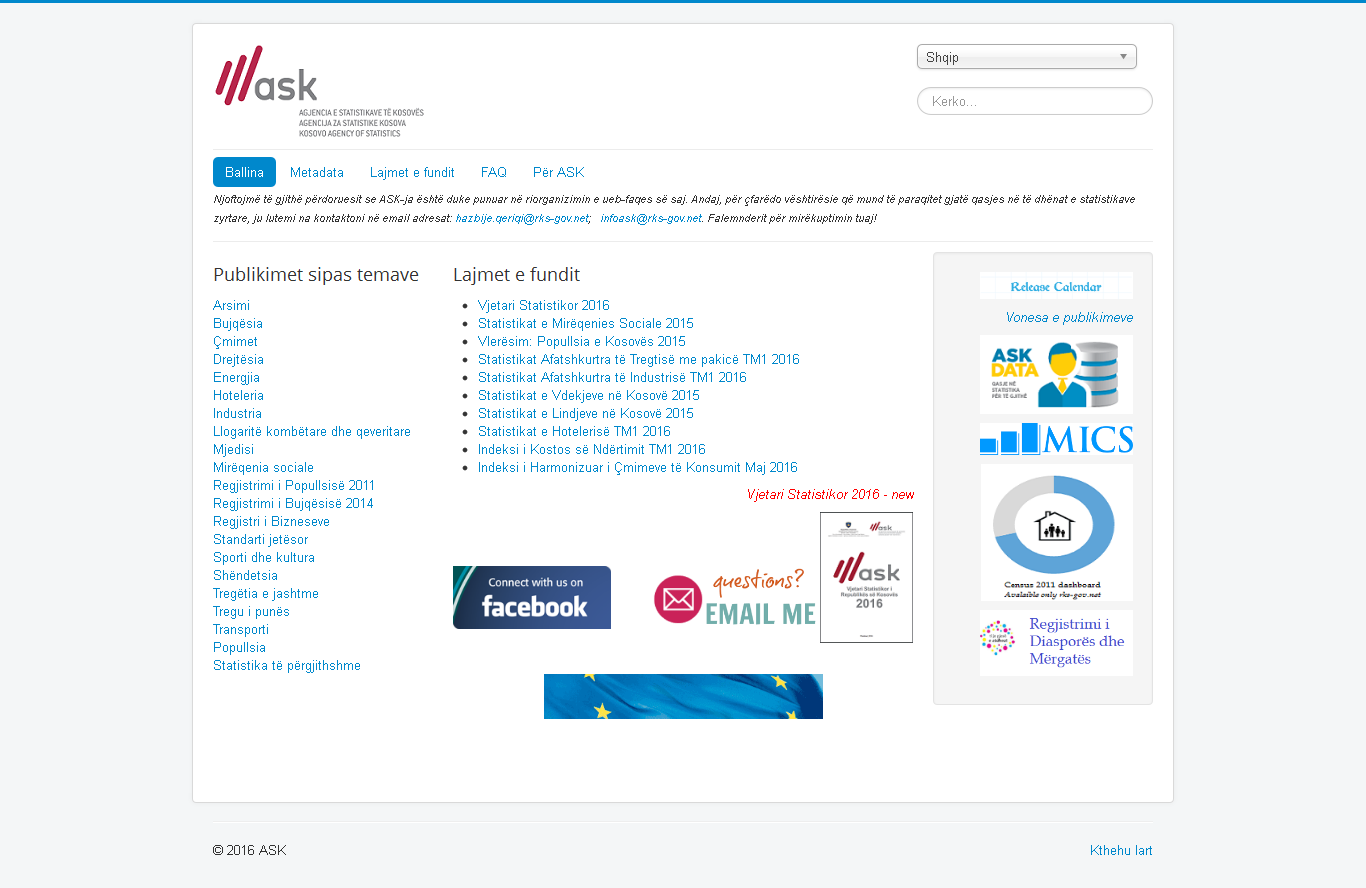 ask
AGJENCIA E STATISTIKAVE TË KOSOVËS
AGENCIJA ZA STATISTIKE KOSOVA
KOSOVO AGENCY OF STATISTICS
Shqip
Kerko...
Ballina
Metadata
Lajmet e fundit
FAQ
Për ASK
Njoftojmë të gjithë përdoruesit se ASK-ja është duke punuar në riorganizimin e ueb-faqes së saj. Andaj, për çfarëdo vështirësie që mund të paraqitet gjatë qasjes në të dhënat e statistikave
zyrtare, ju lutemi na kontaktoni në email adresat: hazbije.qeriqi@rks-gov.net; infoask@rks-gov.net. Falemnderit për mirëkuptimin tuaj!
Publikimet sipas temave
Arsimi
Bujqësia
Çmimet
Drejtësia
Energjia
Hoteleria
Industria
Llogaritë kombëtare dhe qeveritare
Mjedisi
Mirëqenia sociale
Regjistrimi i Popullsisë 2011
Regjistrimi i Bujqësisë 2014
Regjistri i Bizneseve
Standarti jetësor
Sporti dhe kultura
Shëndetsia
Tregëtia e jashtme
Tregu i punës
Transporti
Popullsia
Statistika të përgjithshme
Lajmet e fundit
Vjetari Statistikor 2016
Statistikat e Mirëqenies Sociale 2015
Vlerësim: Popullsia e Kosovës 2015
Statistikat Afatshkurtra të Tregtisë me pakicë TM1 2016
Statistikat Afatshkurtra të Industrisë TM1 2016
Statistikat e Vdekjeve në Kosovë 2015
Statistikat e Lindjeve në Kosovë 2015
Statistikat e Hotelerisë TM1 2016
Indeksi i Kostos së Ndërtimit TM1 2016
Indeksi i Harmonizuar i Çmimeve të Konsumit Maj 2016
Vjetari Statistikor 2016 - new
Connect with us on
facebook
questions?
EMAIL ME
ask
ask
Vjetari Statistikor i
Republikës së Kosovës
2016
Release Calendar
Vonesa e publikimeve
ASK
DATA
QASJE NË
STATISTIKA
PËR TË GJITHË
MICS
Census 2011 dashboard
Avalaible only rks-gov.net
Regjistrimi i
Diasporës dhe
Mërgatës
© 2016 ASK
Kthehu lart